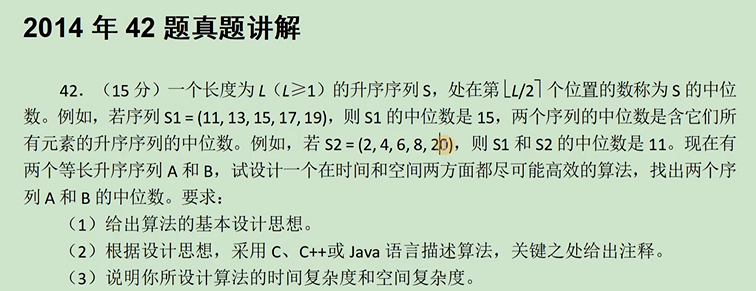 2014 年 42 题真题讲解
42．（15 分）一个长度为 L（L≥1）的升序序列 S，处在第⌊L/2⌉个位置的数称为 S 的中位
数。例如，若序列 S1 = (11, 13, 15, 17, 19)，则 S1 的中位数是 15，两个序列的中位数是含它们所
有元素的升序序列的中位数。例如，若 S2 = (2, 4, 6, 8, 20)，则 S1 和 S2 的中位数是 11。现在有
两个等长升序序列 A 和 B，试设计一个在时间和空间两方面都尽可能高效的算法，找出两个序
列 A 和 B 的中位数。要求：
（1）给出算法的基本设计思想。
（2）根据设计思想，采用 C、C++或 Java 语言描述算法，关键之处给出注释。
（3）说明你所设计算法的时间复杂度和空间复杂度。